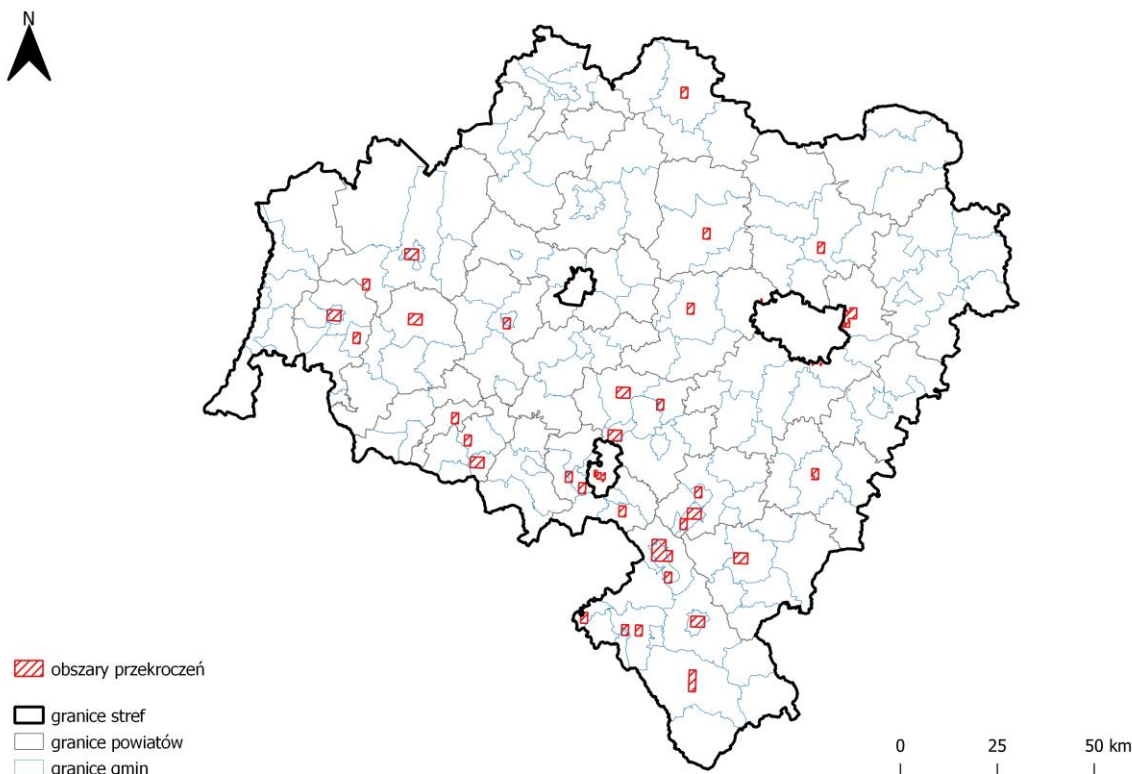 N
obszary przekroczeń
granice stref
granice powiatów
granice gmin
0 25 50 km